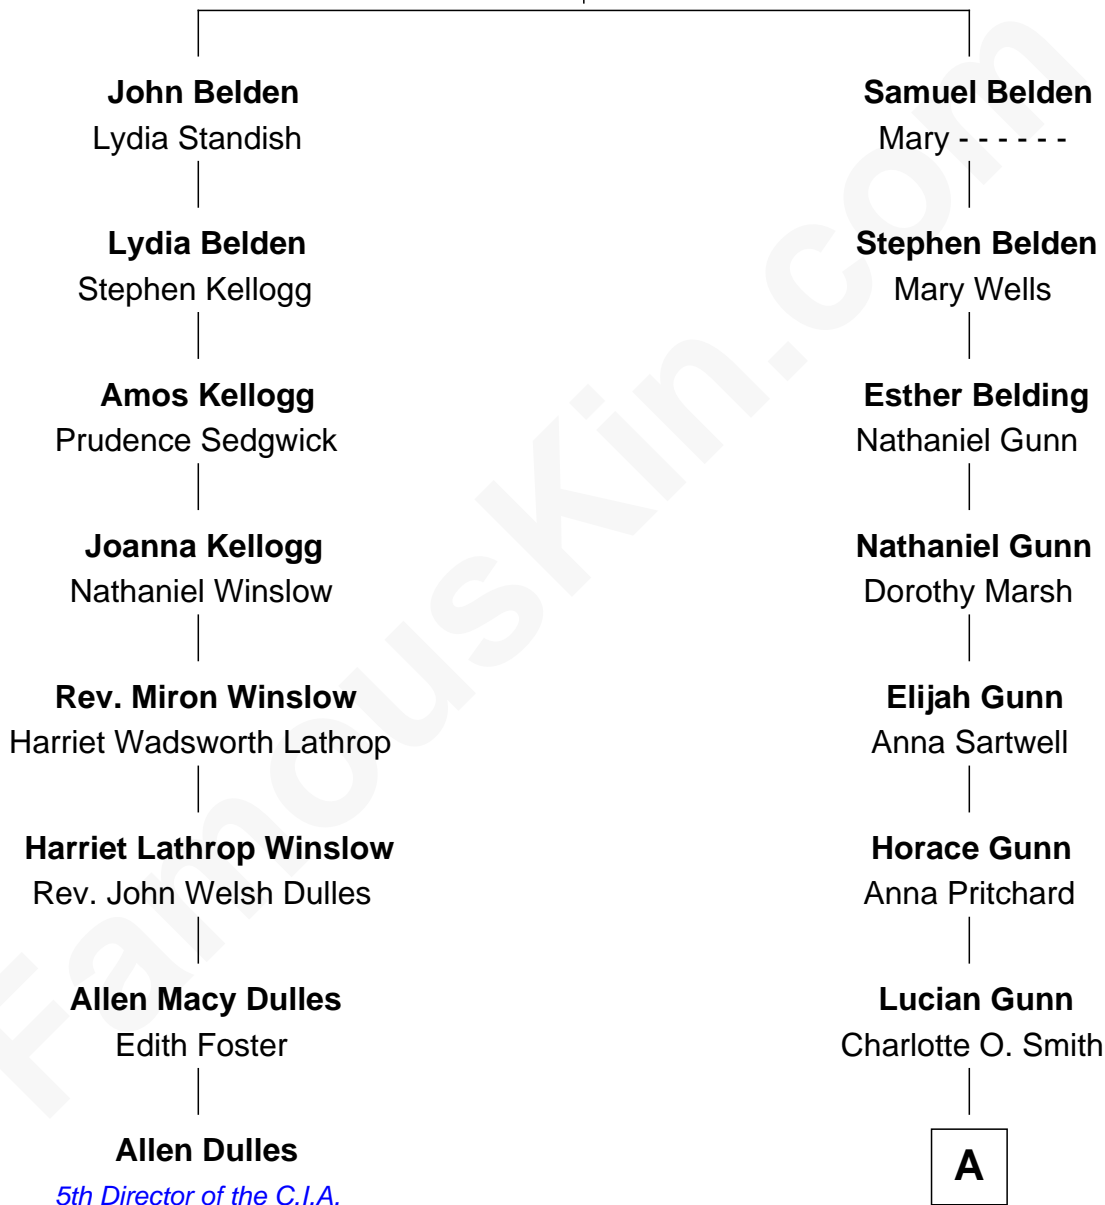 John Belden
Lydia Standish
Lydia Belden
Stephen Kellogg
Amos Kellogg
Prudence Sedgwick
Joanna Kellogg
Nathaniel Winslow
Rev. Miron Winslow
Harriet Wadsworth Lathrop
Harriet Lathrop Winslow
Rev. John Welsh Dulles
Allen Macy Dulles
Edith Foster
Allen Dulles
5th Director of the C.I.A.
Samuel Belden
Mary - - - - - -
Stephen Belden
Mary Wells
Esther Belding
Nathaniel Gunn
Nathaniel Gunn
Dorothy Marsh
Elijah Gunn
Anna Sartwell
Horace Gunn
Anna Pritchard
Lucian Gunn
Charlotte O. Smith
A
FamousKin.com